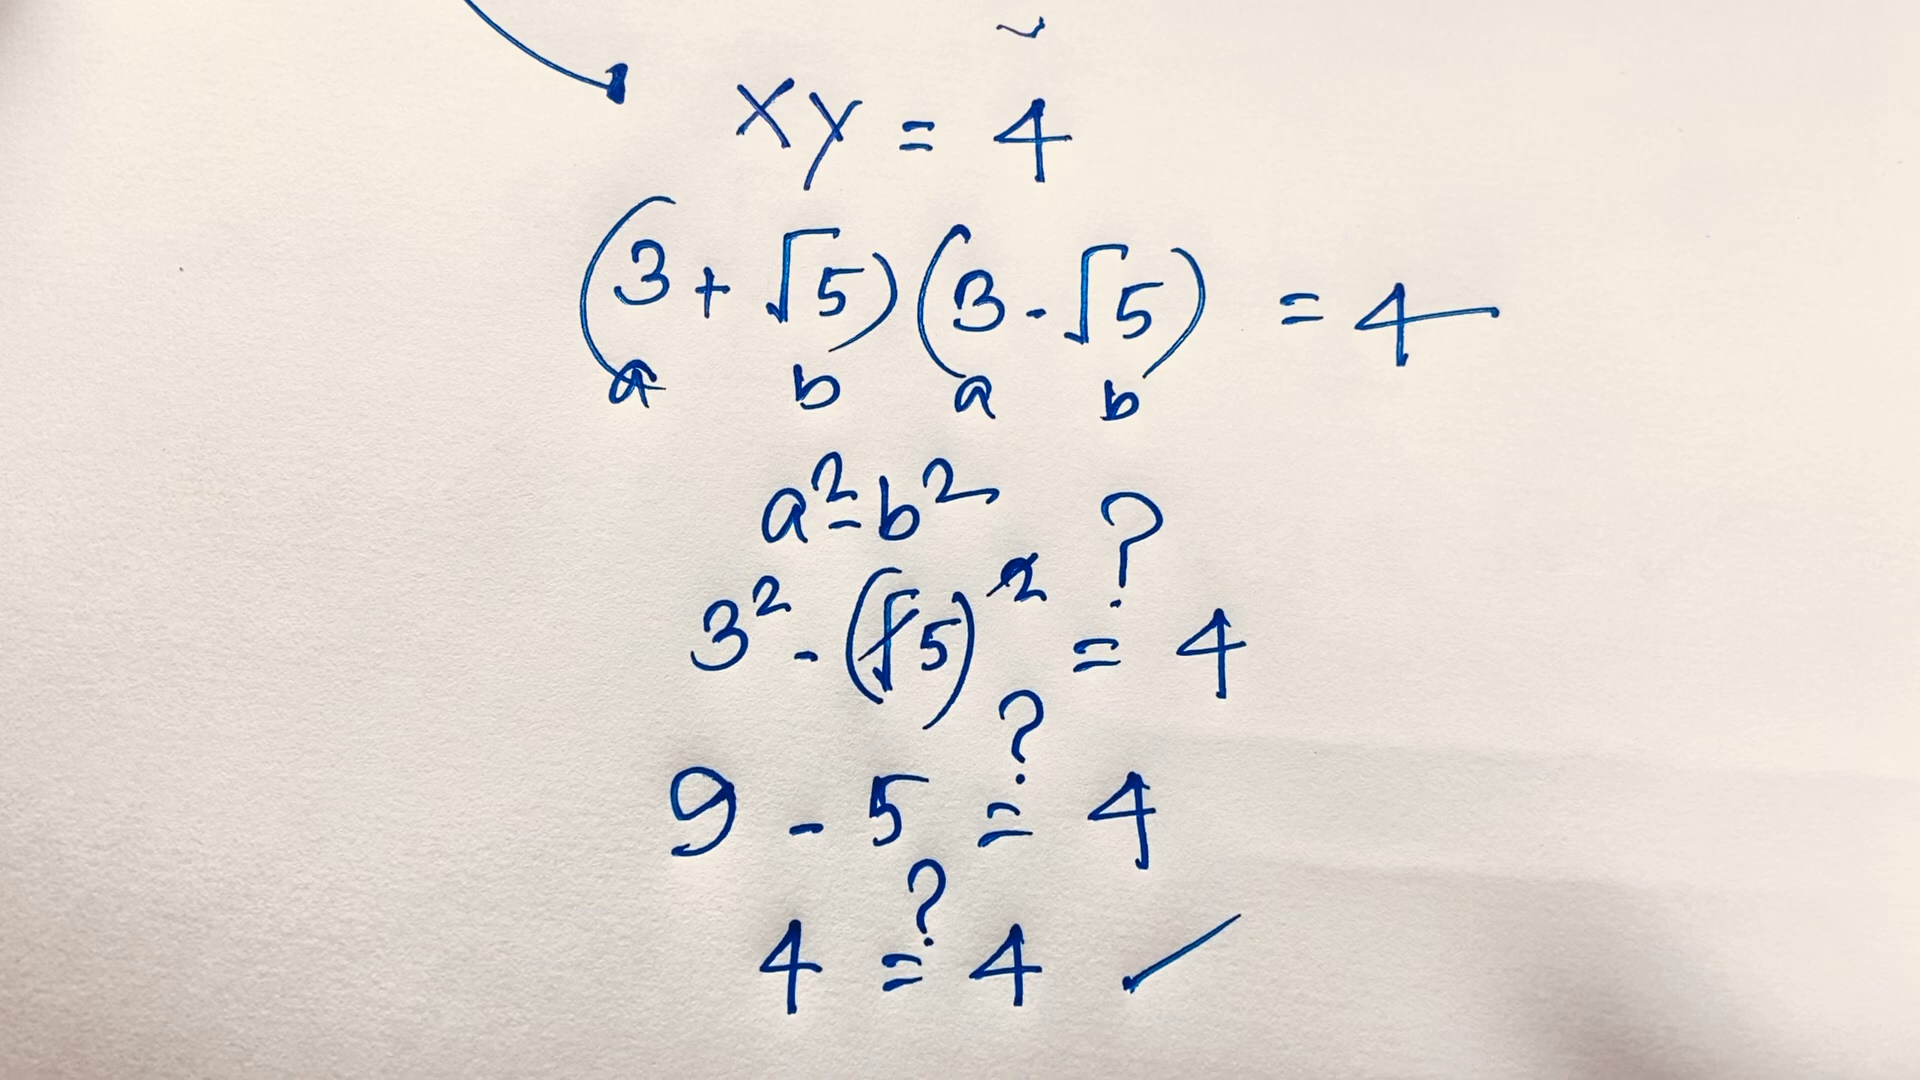 xy = 4
(3 + √5)(3 - √5) = 4
a b a b
a² - b²
3² - (√5)² ?= 4
9 - 5 ?= 4
4 ?= 4 ✓